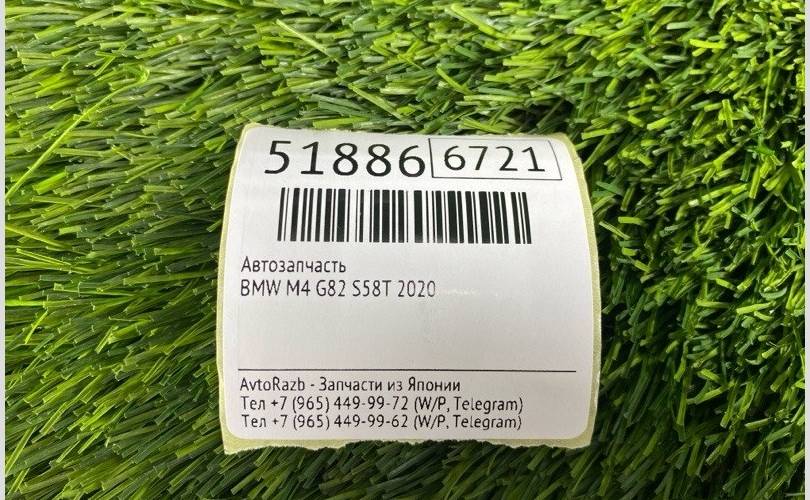 51886 6721
Автозапчасть
BMW M4 G82 S58T 2020
AvtoRazb - Запчасти из Японии
Тел +7 (965) 449-99-72 (W/P, Telegram)
Тел +7 (965) 449-99-62 (W/P, Telegram)